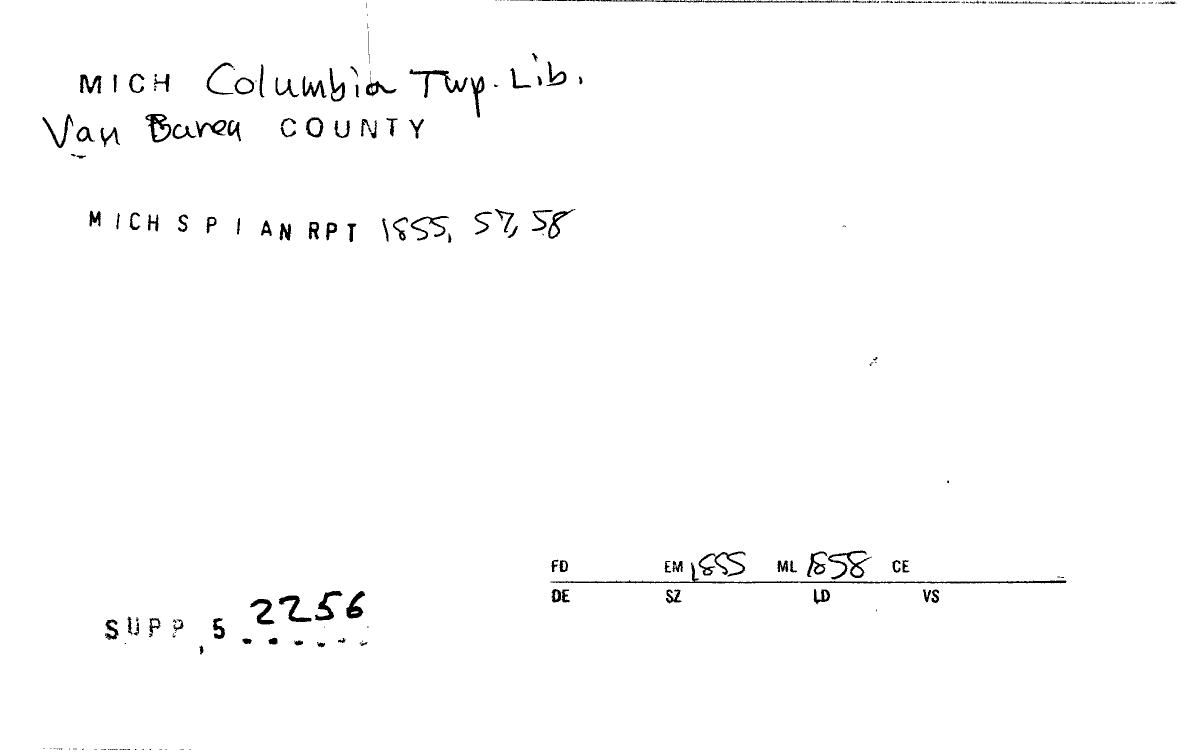 MICH Columbia Twp. Lib.
Van Buren COUNTY
MICH S P I AN RPT 1855, 57, 58
FD EM 1855 ML 1858 CE
DE SZ LD VS
SUPP, 5 2256